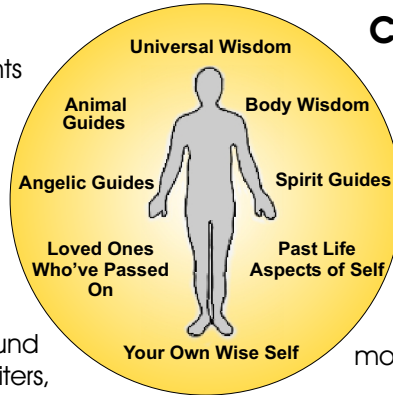 Universal Wisdom
Animal
Guides
Body Wisdom
Angelic Guides
Spirit Guides
Loved Ones
Who've Passed
On
Past Life
Aspects of Self
Your Own Wise Self